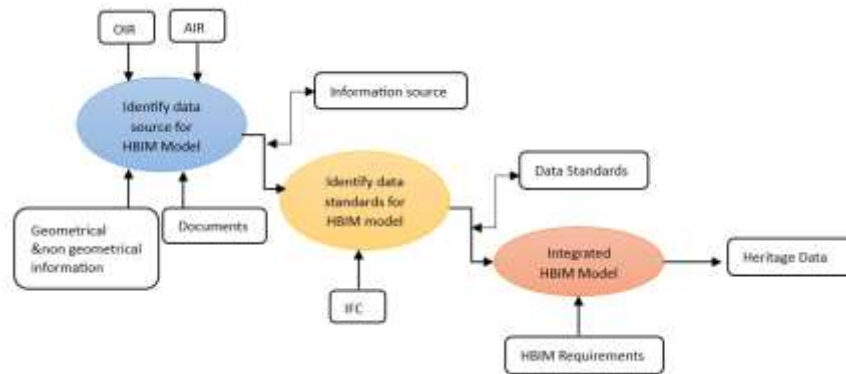 OIR
AIR
Identify data
source for
HBIM Model
Information source
Geometrical
&non geometrical
information
Documents
Identify data
standards for
HBIM model
Data Standards
IFC
Integrated
HBIM Model
Heritage Data
HBIM Requirements